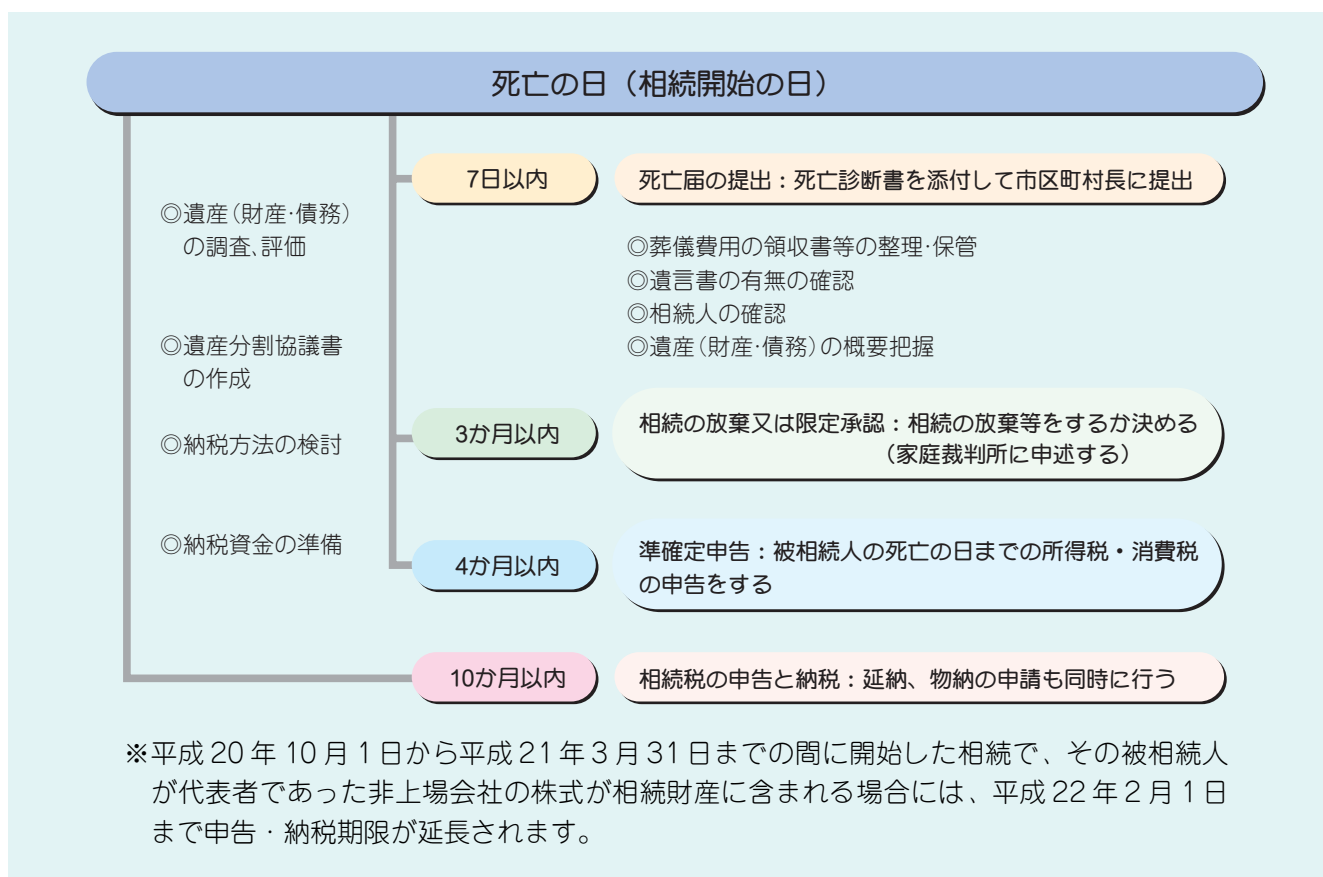 死亡の日（相続開始の日）
7日以内
死亡届の提出：死亡診断書を添付して市区町村長に提出
◎遺産（財産・債務）
の調査、評価
◎葬儀費用の領収書等の整理・保管
◎遺言書の有無の確認
◎相続人の確認
◎遺産（財産・債務）の概要把握
◎遺産分割協議書
の作成
◎納税方法の検討
3か月以内
相続の放棄又は限定承認：相続の放棄等をするか決める
（家庭裁判所に申述する）
◎納税資金の準備
4か月以内
準確定申告：被相続人の死亡の日までの所得税・消費税
の申告をする
10か月以内
相続税の申告と納税：延納、物納の申請も同時に行う
※平成20年10月1日から平成21年3月31日までの間に開始した相続で、その被相続人
が代表者であった非上場会社の株式が相続財産に含まれる場合には、平成22年2月1日
まで申告・納税期限が延長されます。